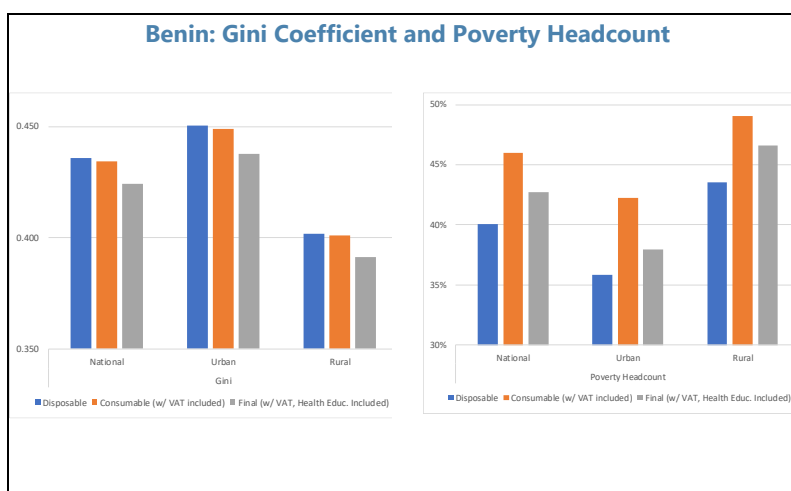 Benin: Gini Coefficient and Poverty Headcount
0.450
0.400
0.350
National Urban Rural
Gini
Disposable Consumable (w/ VAT included) Final (w/ VAT, Health Educ. Included)
50%
45%
40%
35%
30%
National Urban Rural
Poverty Headcount
Disposable Consumable (w/ VAT included) Final (w/ VAT, Health Educ. Included)